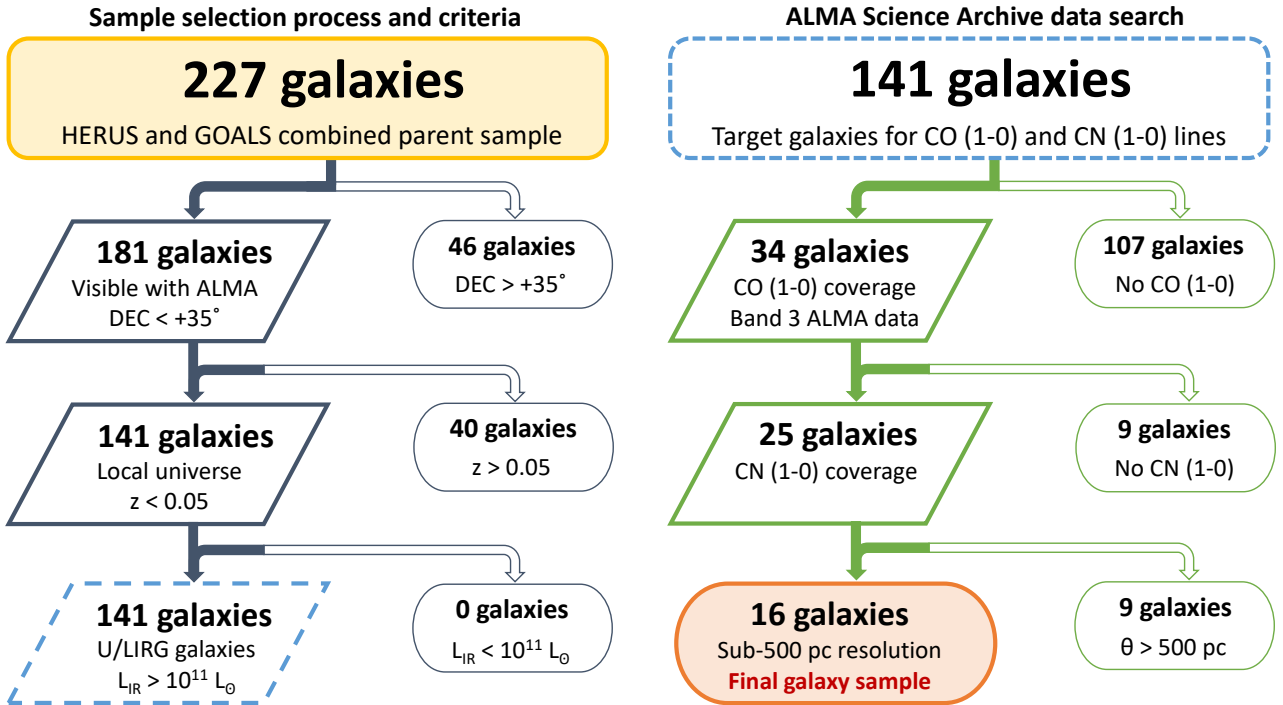 Sample selection process and criteria
227 galaxies
HERUS and GOALS combined parent sample
181 galaxies
Visible with ALMA
DEC < +35˚
46 galaxies
DEC > +35˚
141 galaxies
Local universe
z < 0.05
40 galaxies
z > 0.05
141 galaxies
U/LIRG galaxies
L_IR > 10¹¹ L_ʘ
0 galaxies
L_IR < 10¹¹ L_ʘ
ALMA Science Archive data search
141 galaxies
Target galaxies for CO (1-0) and CN (1-0) lines
34 galaxies
CO (1-0) coverage
Band 3 ALMA data
107 galaxies
No CO (1-0)
25 galaxies
CN (1-0) coverage
9 galaxies
No CN (1-0)
16 galaxies
Sub-500 pc resolution
Final galaxy sample
9 galaxies
θ > 500 pc